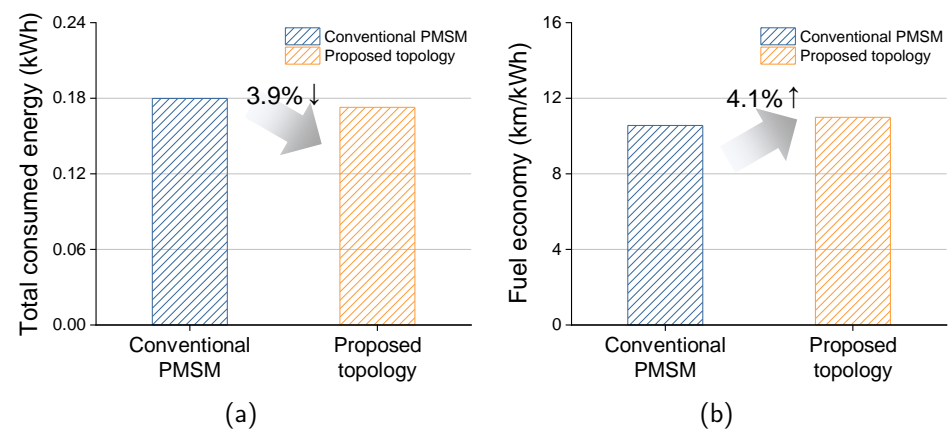 Total consumed energy (kWh)
0.24
0.18
0.12
0.06
0.00
Conventional PMSM
Proposed topology
3.9%↓
Conventional
PMSM
Proposed
topology
(a)
Fuel economy (km/kWh)
16
12
8
4
0
Conventional PMSM
Proposed topology
4.1%↑
Conventional
PMSM
Proposed
topology
(b)